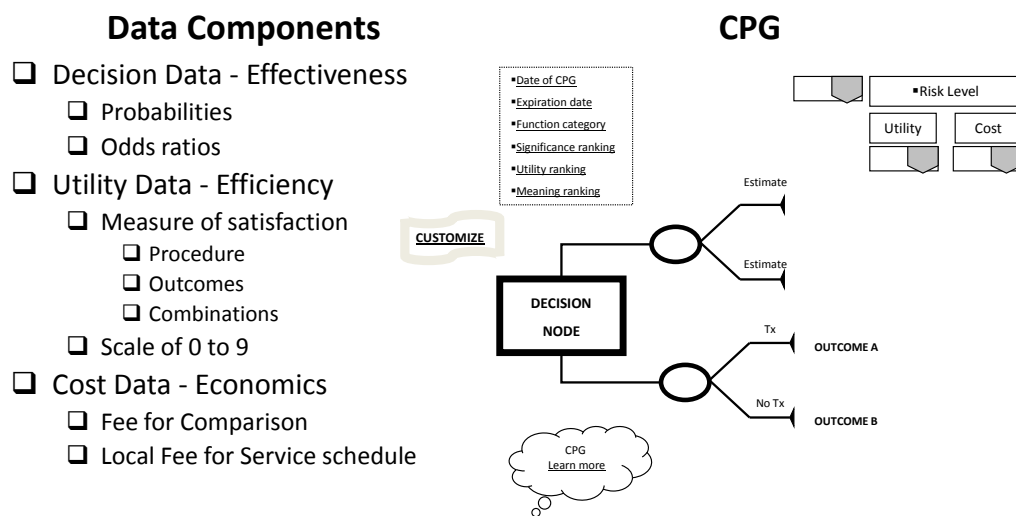 Data Components
Decision Data - Effectiveness
Probabilities
Odds ratios
Utility Data - Efficiency
Measure of satisfaction
Procedure
Outcomes
Combinations
Scale of 0 to 9
Cost Data - Economics
Fee for Comparison
Local Fee for Service schedule
CPG
▪Date of CPG
▪Expiration date
▪Function category
▪Significance ranking
▪Utility ranking
▪Meaning ranking
▪Risk Level
Utility
Cost
CUSTOMIZE
Estimate
Estimate
DECISION
NODE
Tx
OUTCOME A
No Tx
OUTCOME B
CPG
Learn more